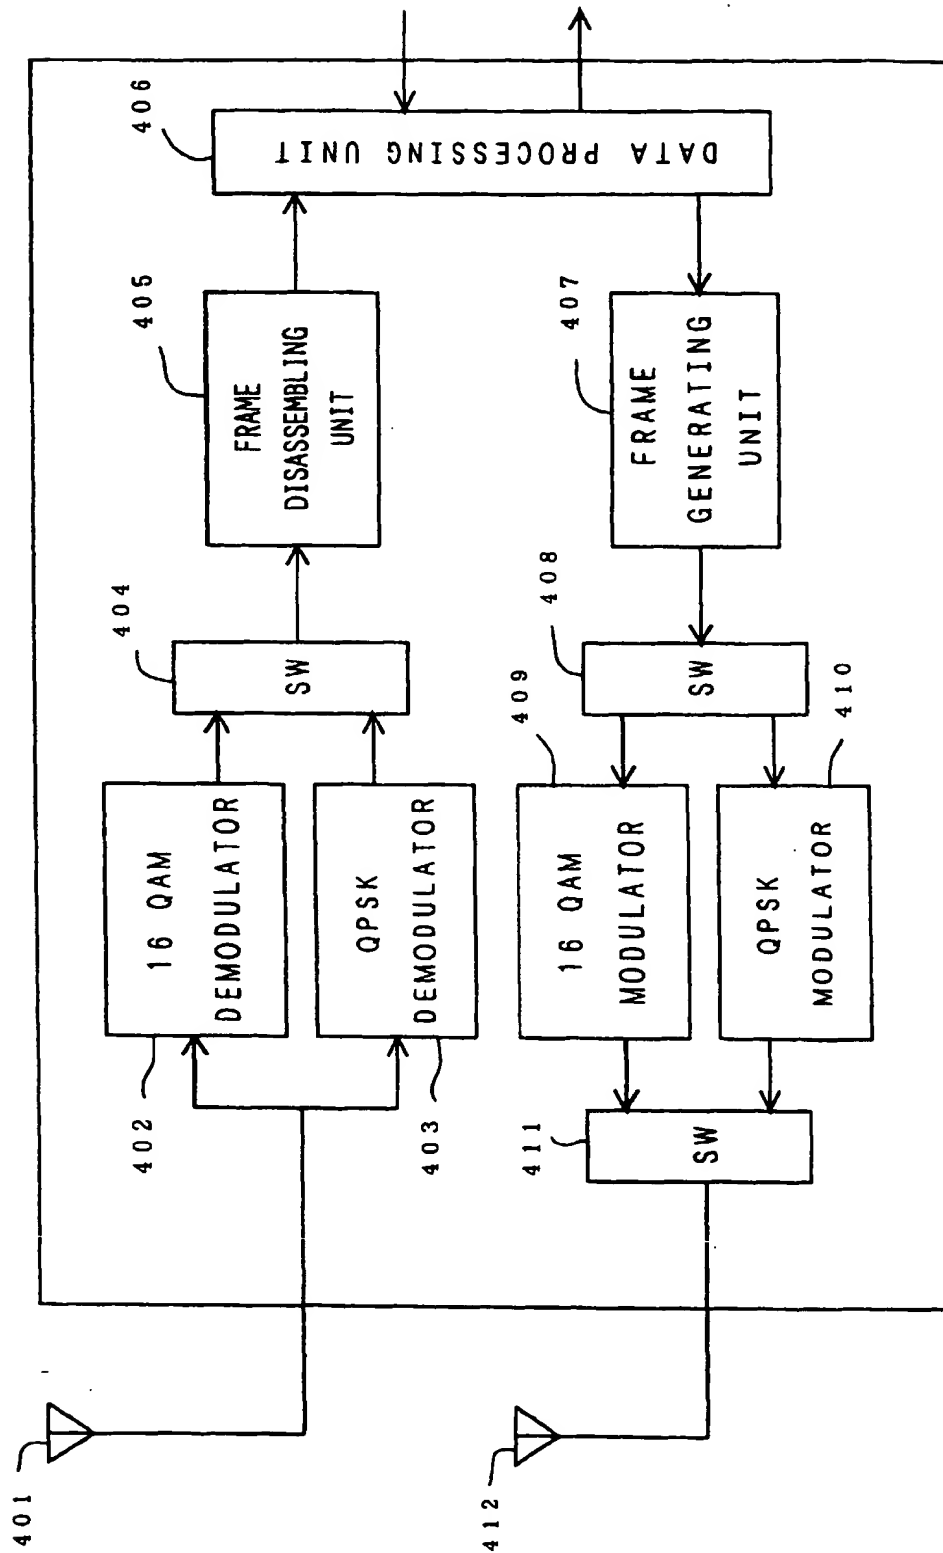 401
402
16 QAM
DEMODULATOR
403
QPSK
DEMODULATOR
404
SW
405
FRAME
DISASSEMBLING
UNIT
406
DATA PROCESSING UNIT
407
FRAME
GENERATING
UNIT
408
SW
409
16 QAM
MODULATOR
410
QPSK
MODULATOR
411
SW
412